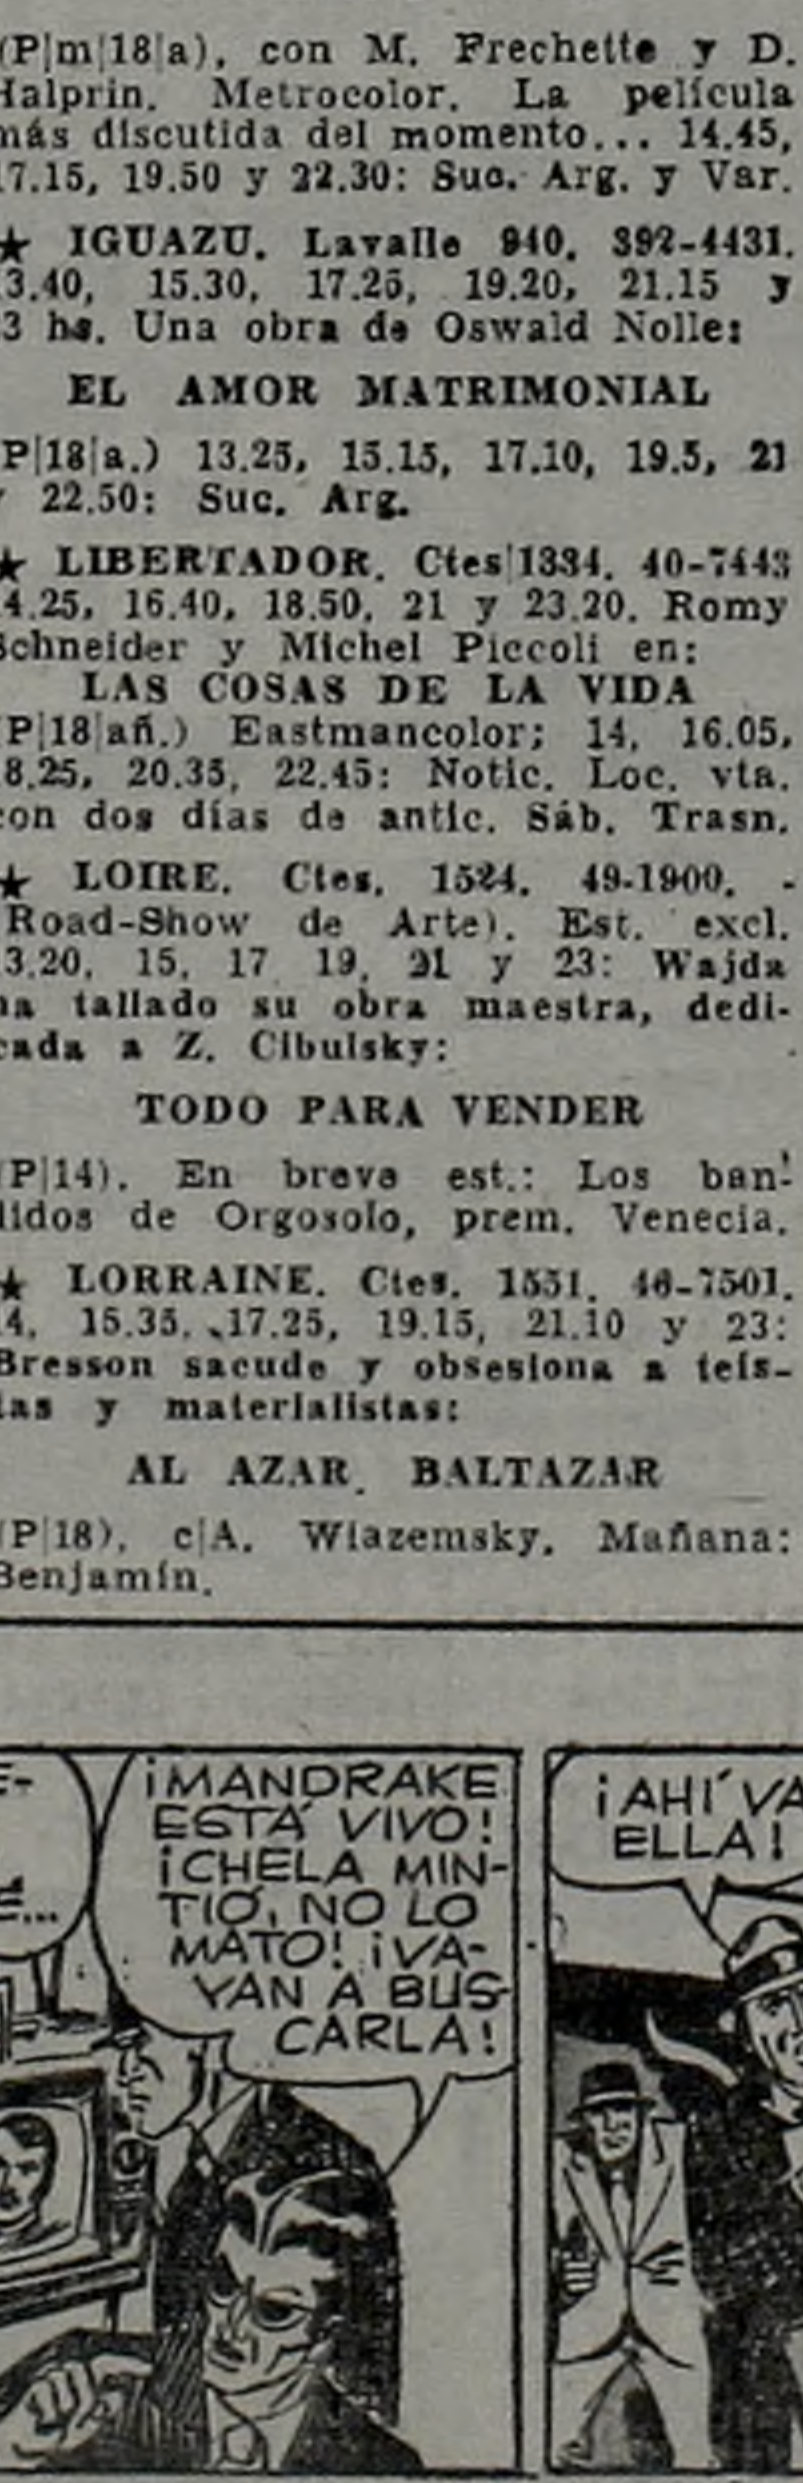 (P|m|18|a), con M. Frechette y D.
Halprin. Metrocolor. La película
más discutida del momento... 14.45,
17.15, 19.50 y 22.30: Suc. Arg. y Var.
★ IGUAZU. Lavalle 940. 392-4431.
3.40, 15.30, 17.25, 19.20, 21.15 y
3 hs. Una obra de Oswald Nolle:
EL AMOR MATRIMONIAL
P|18|a.) 13.25, 15.15, 17.10, 19.5, 21
y 22.50: Suc. Arg.
★ LIBERTADOR. Ctes|1334. 40-7443
4.25, 16.40, 18.50, 21 y 23.20. Romy
Schneider y Michel Piccoli en:
LAS COSAS DE LA VIDA
(P|18|añ.) Eastmancolor; 14, 16.05,
8.25, 20.35, 22.45: Notic. Loc. vta.
con dos días de antic. Sáb. Trasn.
★ LOIRE. Ctes. 1524. 49-1900. -
Road-Show de Arte). Est. excl.
3.20, 15, 17 19, 21 y 23: Wajda
ha tallado su obra maestra, dedi-
cada a Z. Cibulsky:
TODO PARA VENDER
(P|14). En breve est.: Los ban-
lidos de Orgosolo, prem. Venecia.
★ LORRAINE. Ctes. 1551. 46-7501.
4, 15.35, 17.25, 19.15, 21.10 y 23:
Bresson sacude y obsesiona a teís-
tas y materialistas:
AL AZAR, BALTAZAR
(P|18). c|A. Wiazemsky. Mañana:
Benjamín.
E-
E...
¡MANDRAKE
ESTÁ VIVO!
¡CHELA MIN-
TIÓ, NO LO
MATO! ¡VA-
YAN A BUS-
CARLA!
¡AHÍ VA
ELLA!